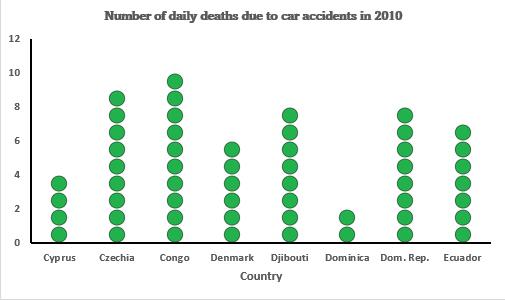 Number of daily deaths due to car accidents in 2010
12
10
8
6
4
2
0
Cyprus Czechia Congo Denmark Djibouti Dominica Dom. Rep. Ecuador
Country